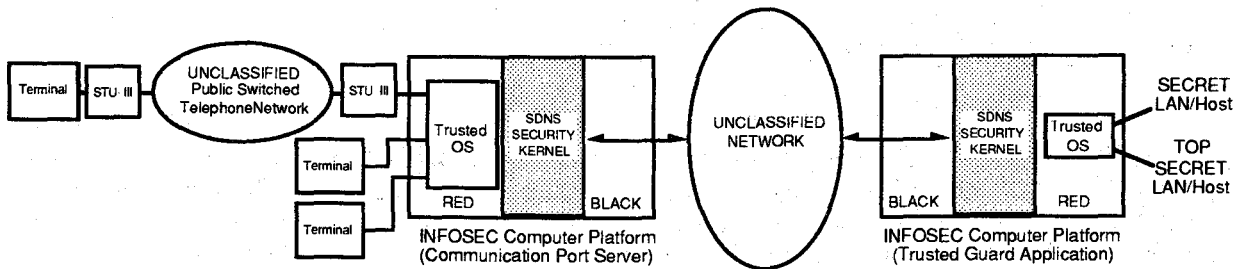 Terminal
STU- III
UNCLASSIFIED
Public Switched
TelephoneNetwork
STU III
Terminal
Terminal
Trusted
OS
RED
SDNS
SECURITY
KERNEL
BLACK
INFOSEC Computer Platform
(Communication Port Server)
UNCLASSIFIED
NETWORK
BLACK
SDNS
SECURITY
KERNEL
Trusted
OS
RED
INFOSEC Computer Platform
(Trusted Guard Application)
SECRET
LAN/Host
TOP
SECRET
LAN/Host